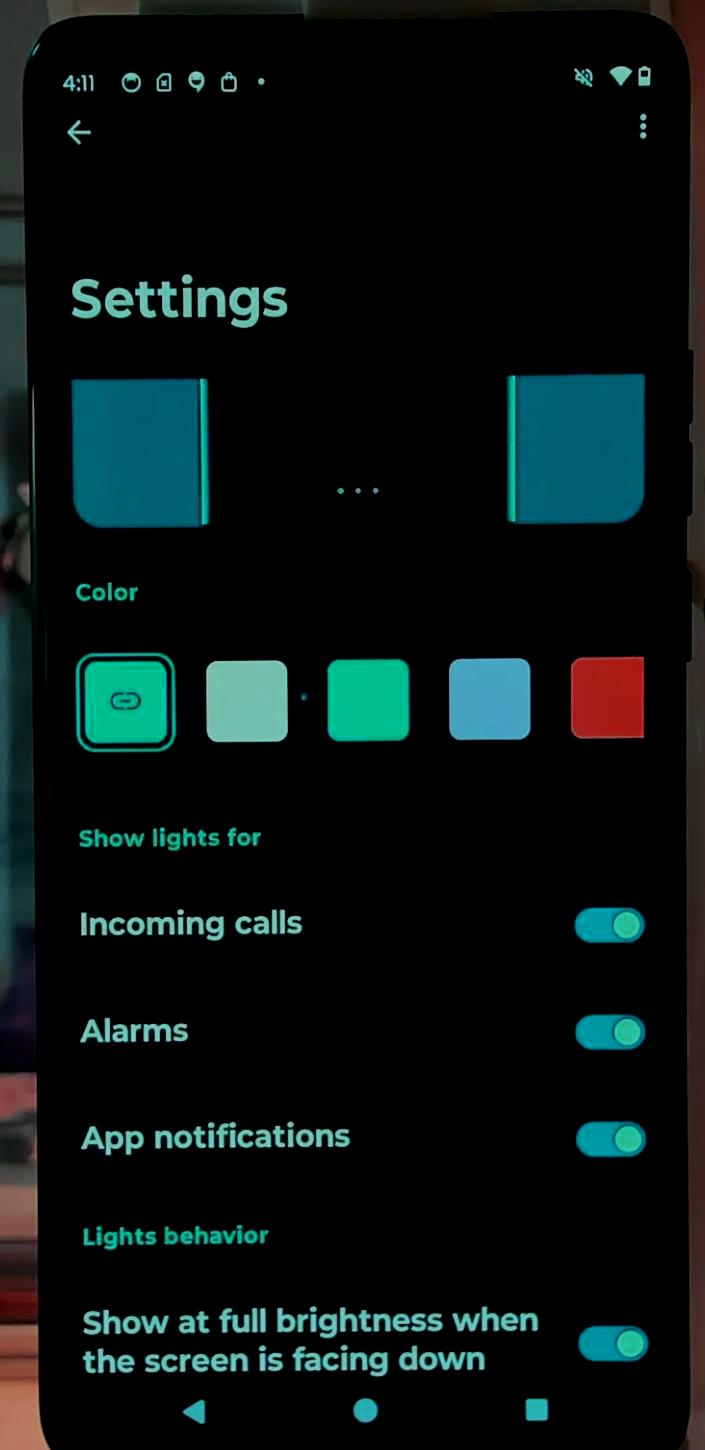 4:11
Settings
Color
Show lights for
Incoming calls
Alarms
App notifications
Lights behavior
Show at full brightness when
the screen is facing down